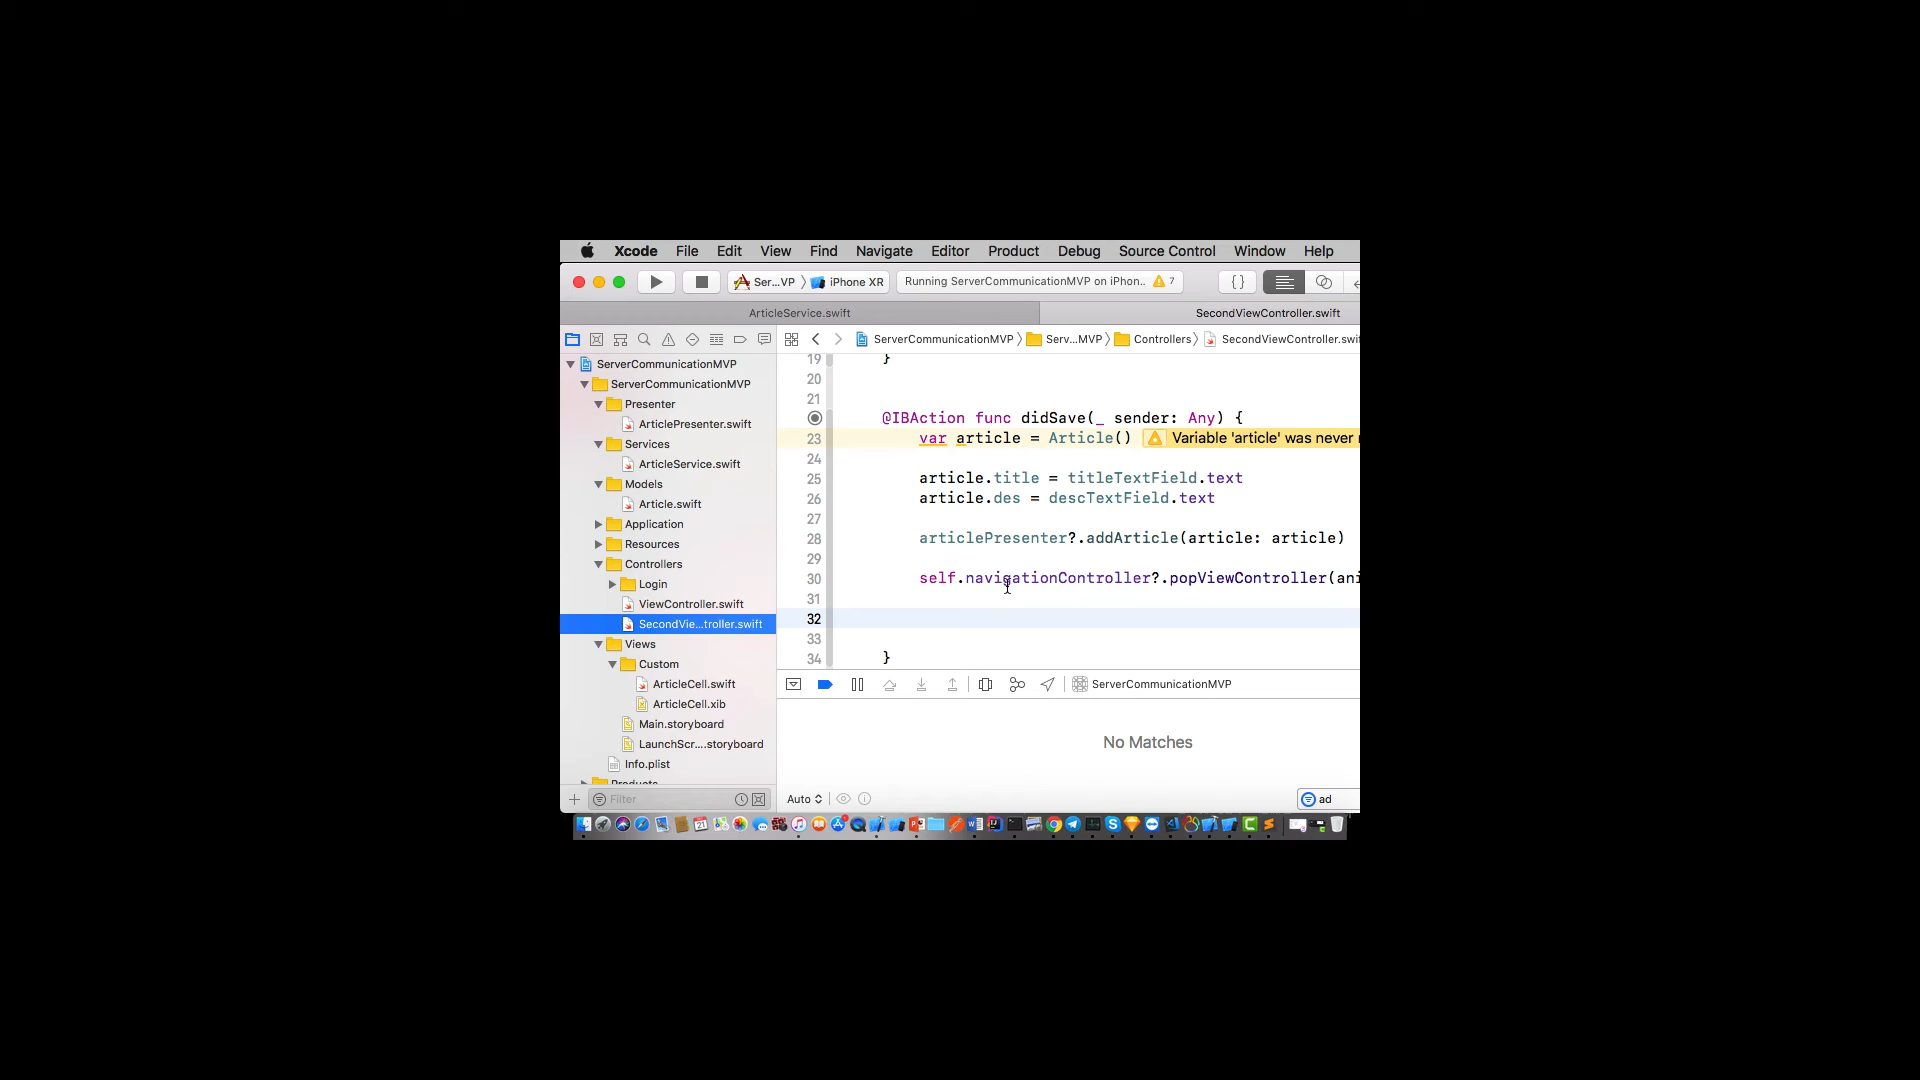 Xcode File Edit View Find Navigate Editor Product Debug Source Control Window Help
Ser...VP iPhone XR Running ServerCommunicationMVP on iPhon.. 7 {}
ArticleService.swift SecondViewController.swift
ServerCommunicationMVP Serv...MVP Controllers SecondViewController.swif
ServerCommunicationMVP
ServerCommunicationMVP
Presenter
ArticlePresenter.swift
Services
ArticleService.swift
Models
Article.swift
Application
Resources
Controllers
Login
ViewController.swift
SecondVie...troller.swift
Views
Custom
ArticleCell.swift
ArticleCell.xib
Main.storyboard
LaunchScr....storyboard
Info.plist
Products
Filter
19 }
20
21
@IBAction func didSave(_ sender: Any) {
23 var article = Article() Variable 'article' was never
24
25 article.title = titleTextField.text
26 article.des = descTextField.text
27
28 articlePresenter?.addArticle(article: article)
29
30 self.navigationController?.popViewController(ani
31
32
33
34 }
ServerCommunicationMVP
No Matches
Auto ad
21